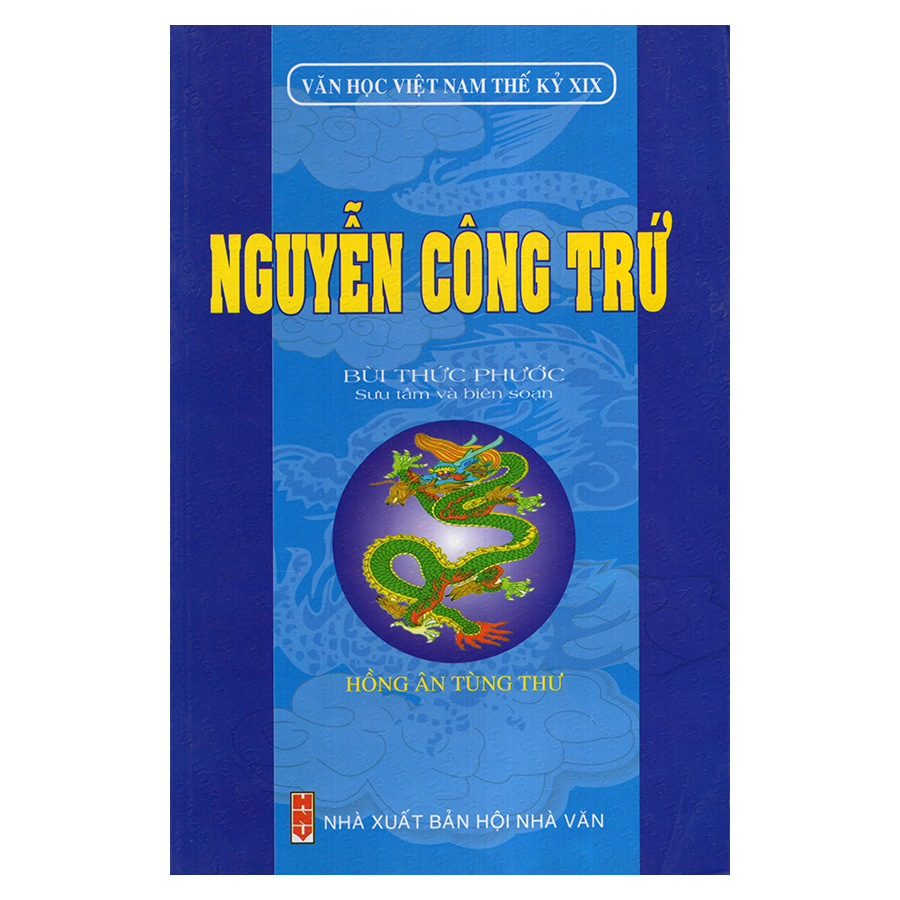 VĂN HỌC VIỆT NAM THẾ KỶ XIX
NGUYỄN CÔNG TRỨ
BÙI THỨC PHƯỚC
Sưu tầm và biên soạn
HỒNG ÂN TÙNG THƯ
HNV
NHÀ XUẤT BẢN HỘI NHÀ VĂN